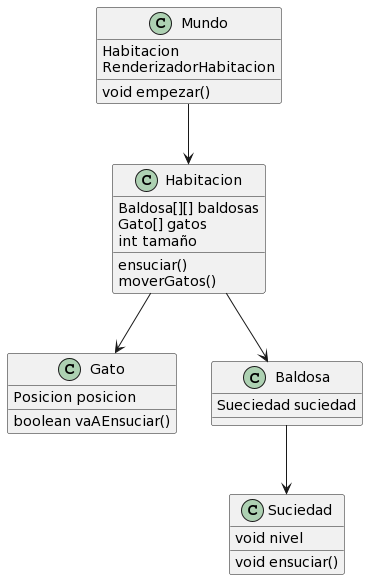 C Mundo
Habitacion
RenderizadorHabitacion
void empezar()
C Habitacion
Baldosa[][] baldosas
Gato[] gatos
int tamaño
ensuciar()
moverGatos()
C Gato
Posicion posicion
boolean vaAEnsuciar()
C Baldosa
Sueciedad suciedad
C Suciedad
void nivel
void ensuciar()